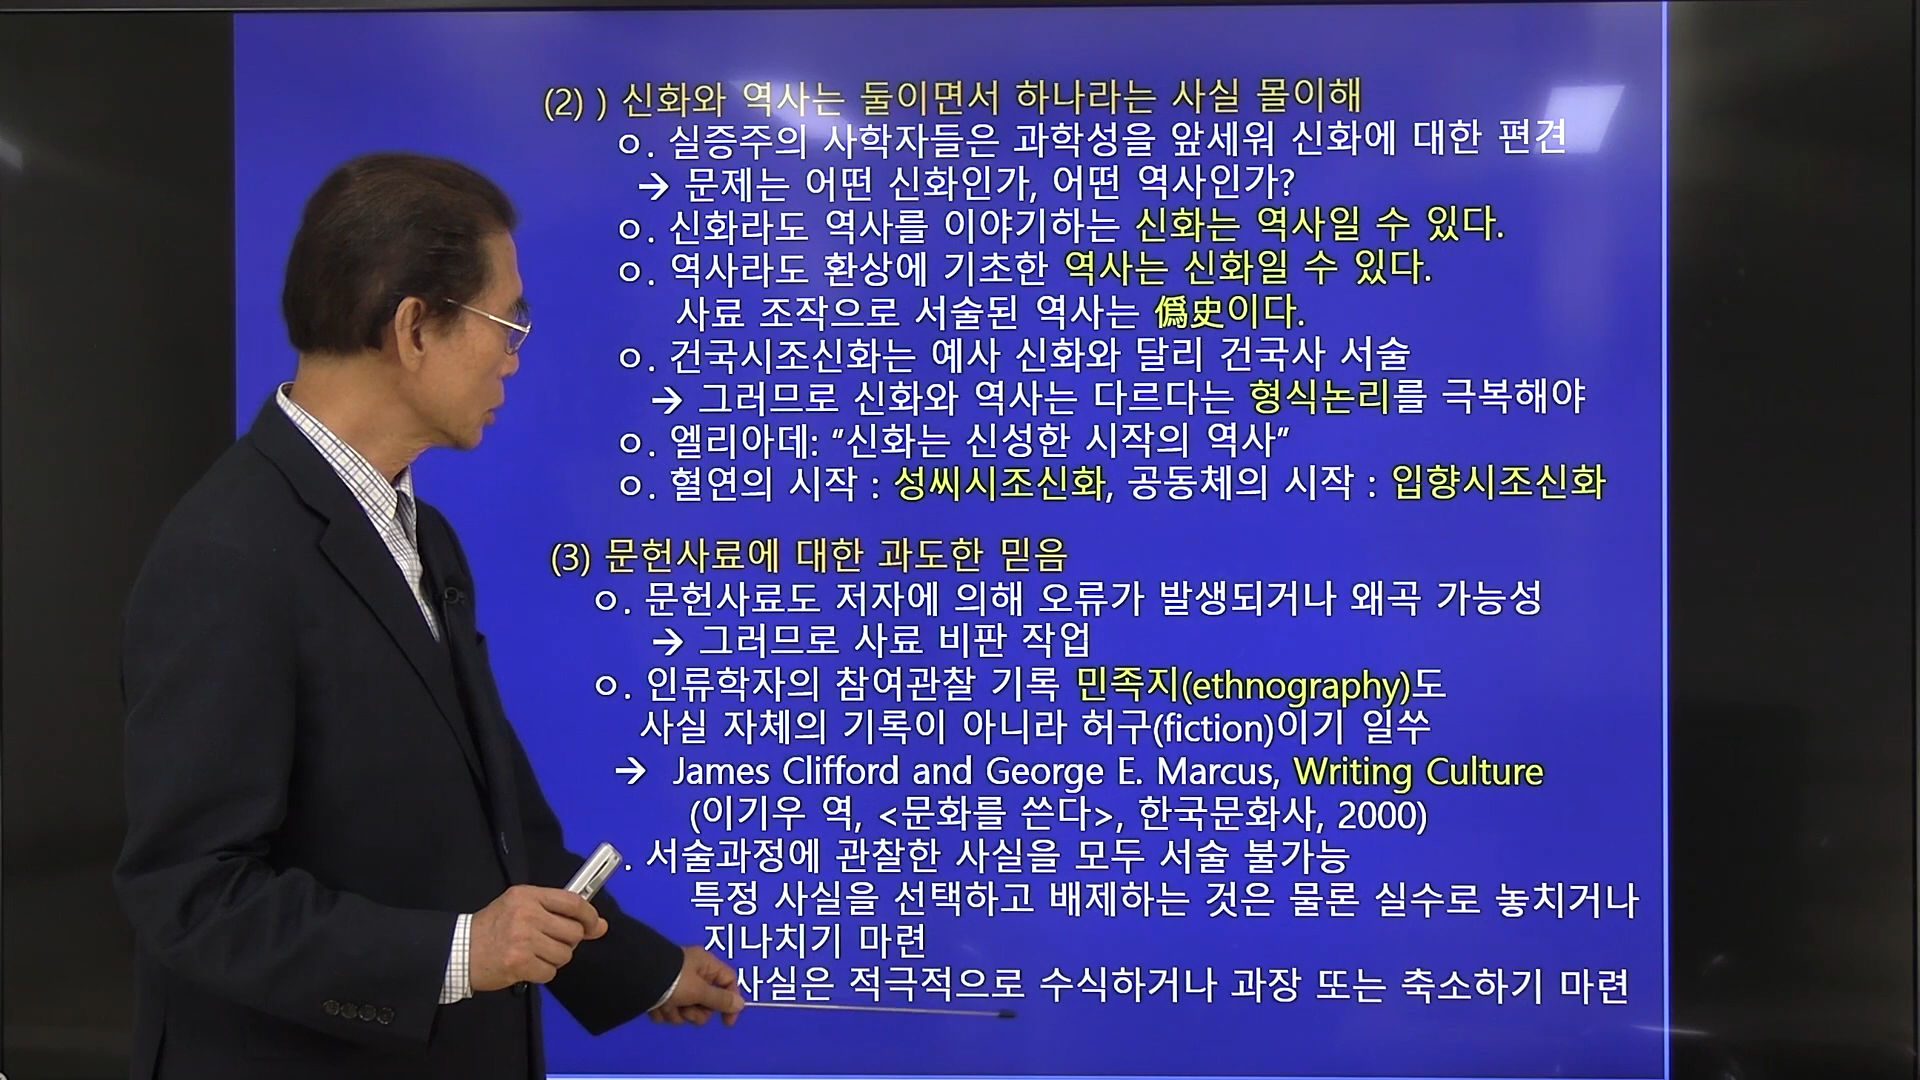 (2) ) 신화와 역사는 둘이면서 하나라는 사실 몰이해
ㅇ. 실증주의 사학자들은 과학성을 앞세워 신화에 대한 편견
→ 문제는 어떤 신화인가, 어떤 역사인가?
ㅇ. 신화라도 역사를 이야기하는 신화는 역사일 수 있다.
ㅇ. 역사라도 환상에 기초한 역사는 신화일 수 있다.
사료 조작으로 서술된 역사는 僞史이다.
ㅇ. 건국시조신화는 예사 신화와 달리 건국사 서술
→ 그러므로 신화와 역사는 다르다는 형식논리를 극복해야
ㅇ. 엘리아데: “신화는 신성한 시작의 역사”
ㅇ. 혈연의 시작 : 성씨시조신화, 공동체의 시작 : 입향시조신화
(3) 문헌사료에 대한 과도한 믿음
ㅇ. 문헌사료도 저자에 의해 오류가 발생되거나 왜곡 가능성
→ 그러므로 사료 비판 작업
ㅇ. 인류학자의 참여관찰 기록 민족지(ethnography)도
사실 자체의 기록이 아니라 허구(fiction)이기 일쑤
→ James Clifford and George E. Marcus, Writing Culture
(이기우 역, <문화를 쓴다>, 한국문화사, 2000)
. 서술과정에 관찰한 사실을 모두 서술 불가능
특정 사실을 선택하고 배제하는 것은 물론 실수로 놓치거나
지나치기 마련
사실은 적극적으로 수식하거나 과장 또는 축소하기 마련